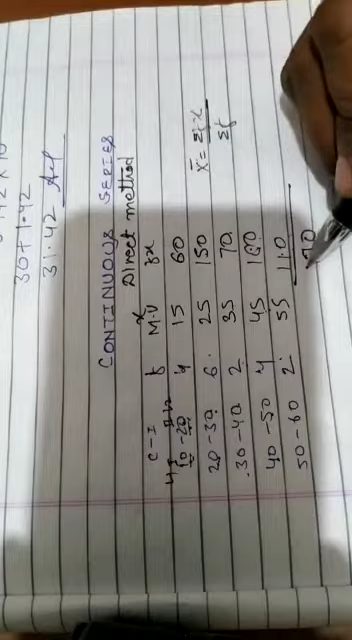 30+1.42
31.42 Ans
CONTINUOUS SERIES
Direct method
C-I f M.V x fx
10-20 4 15 60
20-30 6 25 150 x̄ = Σfx
30-40 2 35 70 Σf
40-50 4 45 180
50-60 2 55 110